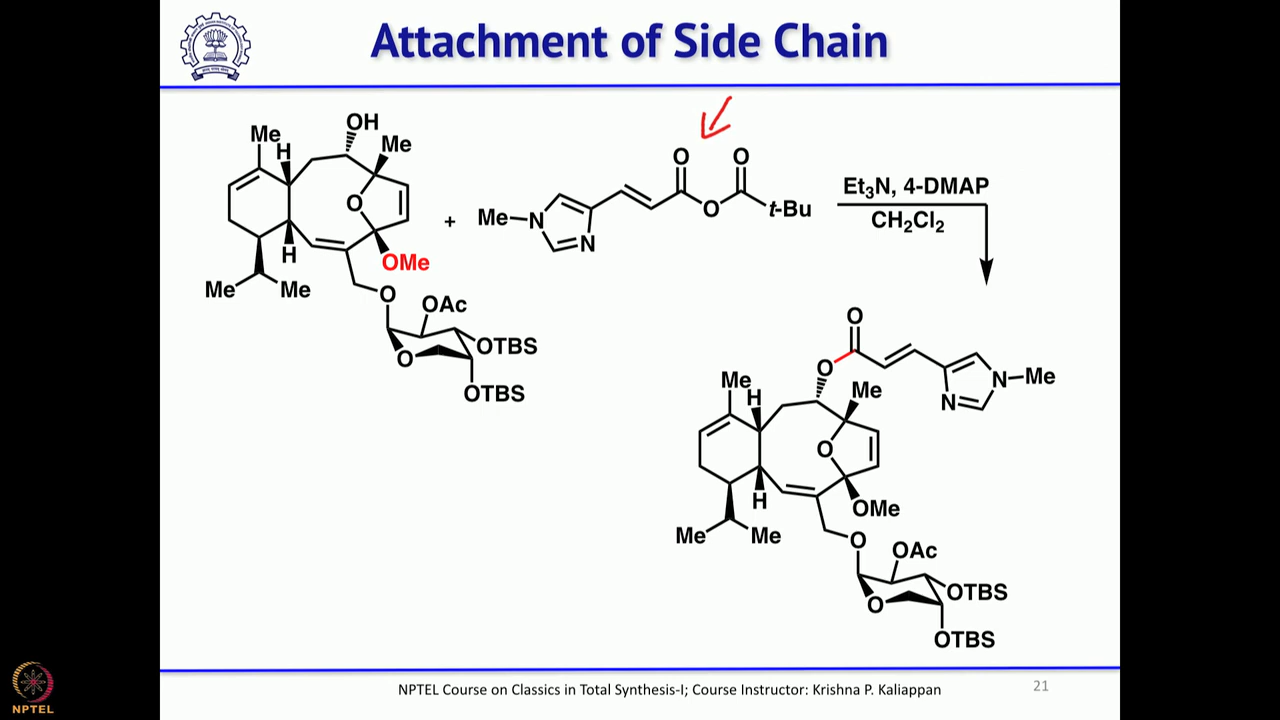 Attachment of Side Chain
OH
Me
H
Me
O
H
OMe
Me
Me
O
OAc
O
OTBS
OTBS
+
O
O
Me
N
N
O
t-Bu
Et₃N, 4-DMAP
CH₂Cl₂
O
O
Me
N
N
Me
H
Me
O
H
OMe
Me
Me
O
OAc
O
OTBS
OTBS
NPTEL
NPTEL Course on Classics in Total Synthesis-I; Course Instructor: Krishna P. Kaliappan
21